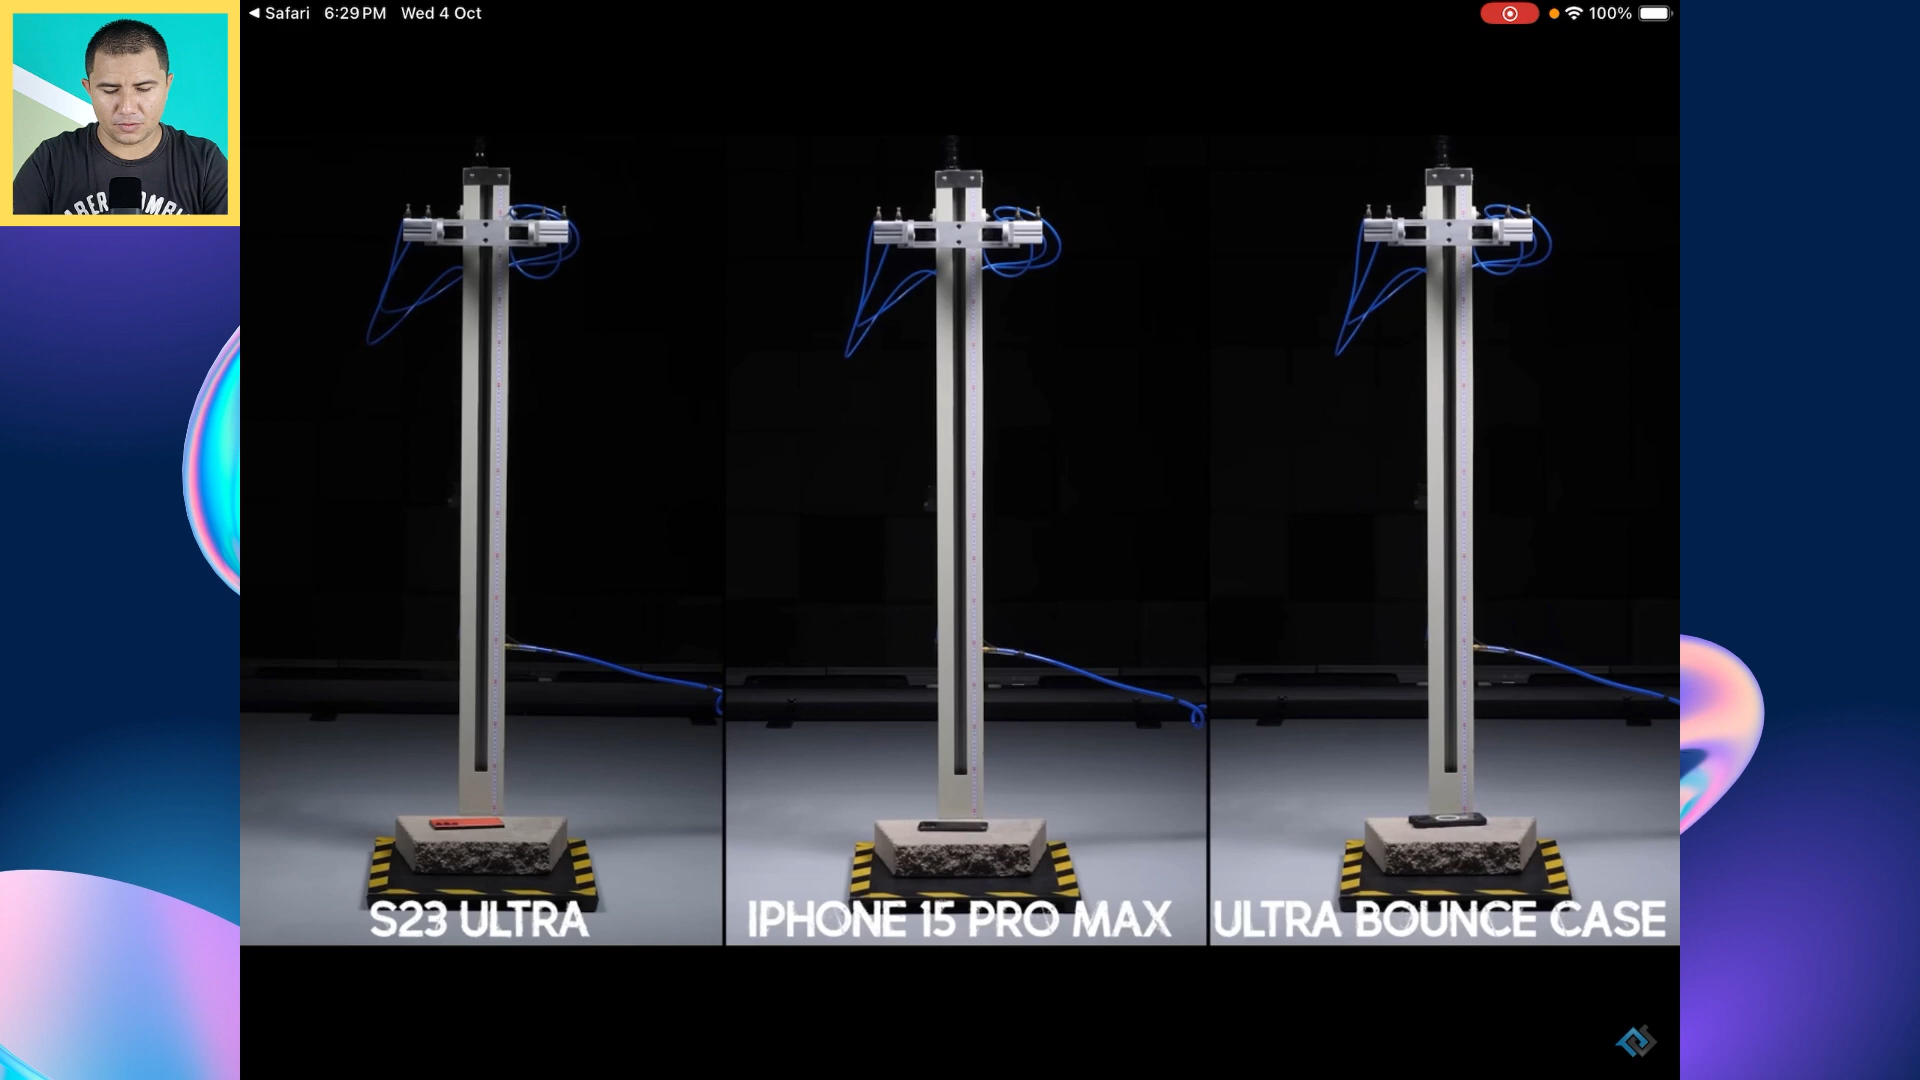 ◀ Safari 6:29 PM Wed 4 Oct
100%
S23 ULTRA
IPHONE 15 PRO MAX
ULTRA BOUNCE CASE